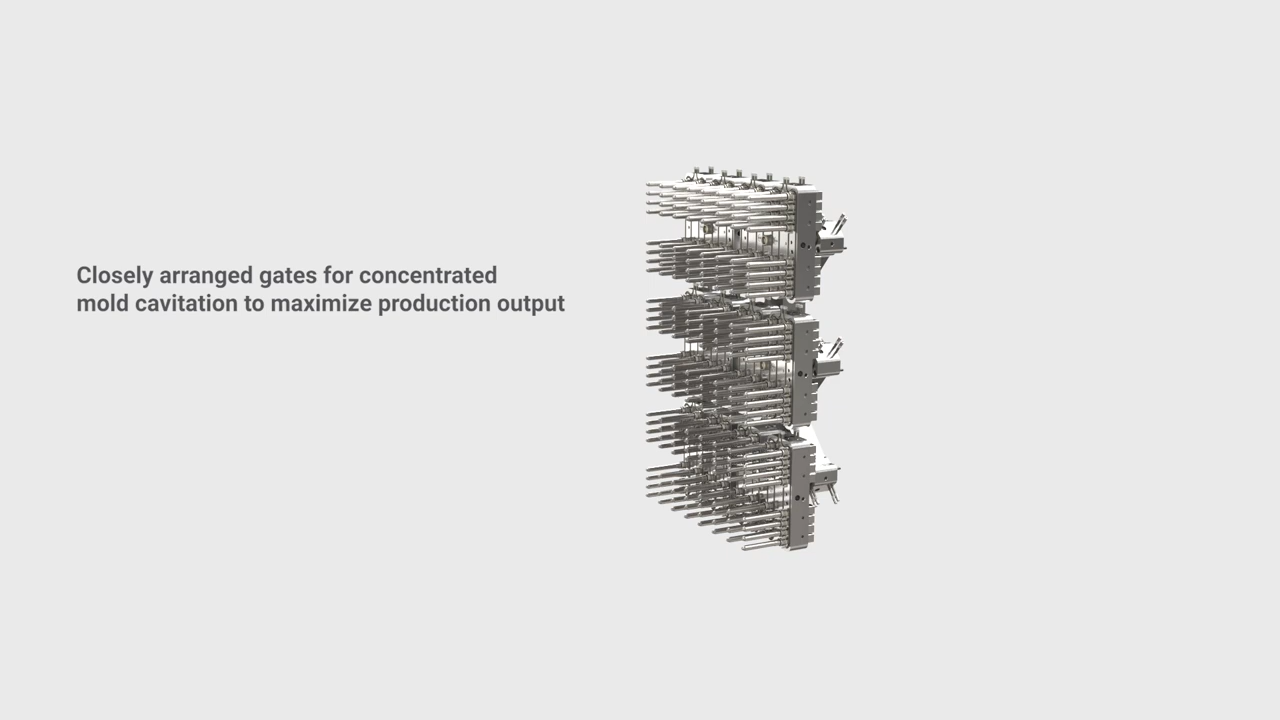 Closely arranged gates for concentrated
mold cavitation to maximize production output